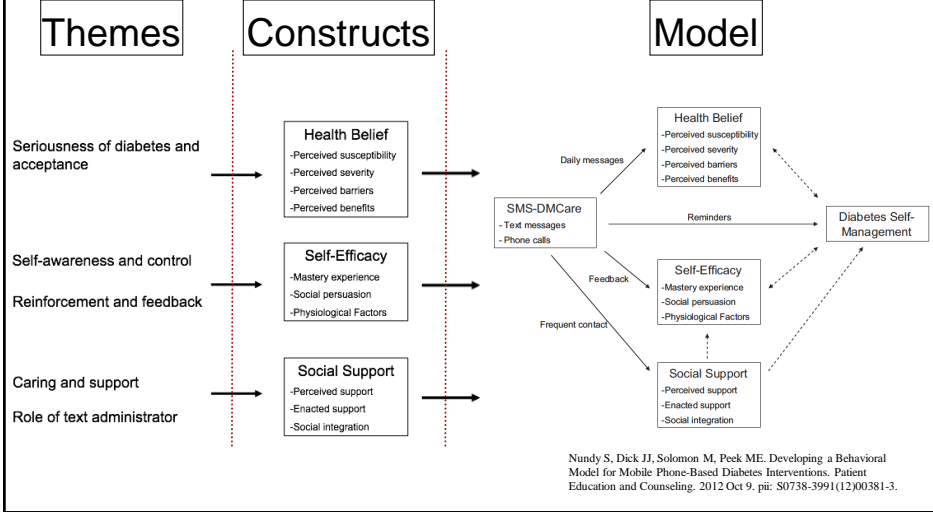 Themes
Constructs
Model
Seriousness of diabetes and
acceptance
Self-awareness and control
Reinforcement and feedback
Caring and support
Role of text administrator
Health Belief
-Perceived susceptibility
-Perceived severity
-Perceived barriers
-Perceived benefits
Self-Efficacy
-Mastery experience
-Social persuasion
-Physiological Factors
Social Support
-Perceived support
-Enacted support
-Social integration
SMS-DMCare
- Text messages
- Phone calls
Daily messages
Reminders
Feedback
Frequent contact
Health Belief
-Perceived susceptibility
-Perceived severity
-Perceived barriers
-Perceived benefits
Self-Efficacy
-Mastery experience
-Social persuasion
-Physiological Factors
Social Support
-Perceived support
-Enacted support
-Social integration
Diabetes Self-
Management
Nundy S, Dick JJ, Solomon M, Peek ME. Developing a Behavioral
Model for Mobile Phone-Based Diabetes Interventions. Patient
Education and Counseling. 2012 Oct 9. pii: S0738-3991(12)00381-3.